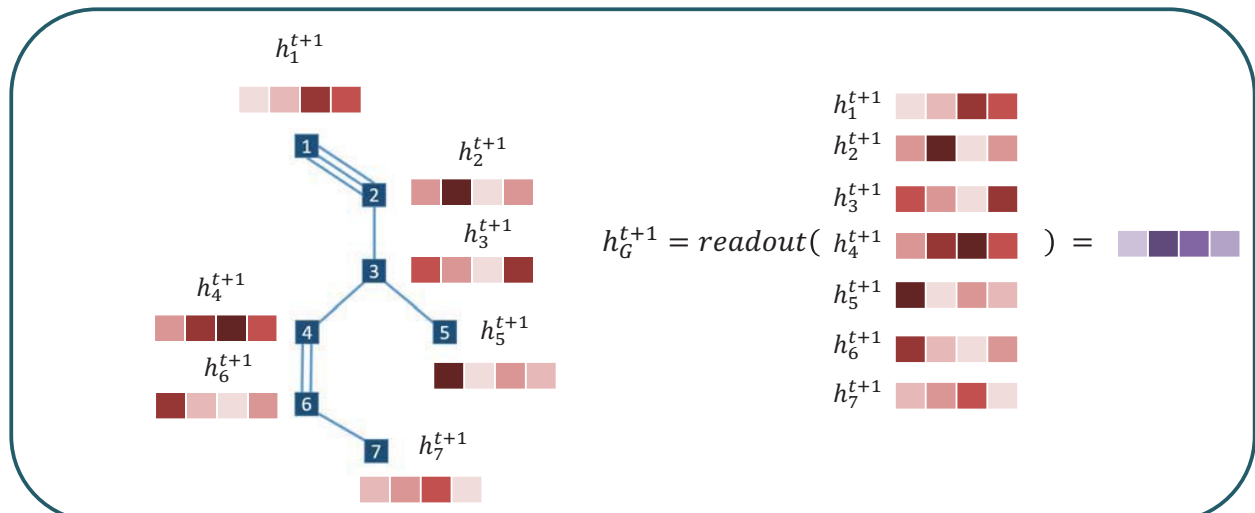 h_1^{t+1}
1
h_2^{t+1}
2
h_3^{t+1}
3
h_4^{t+1}
4
5
h_5^{t+1}
h_6^{t+1}
6
7
h_7^{t+1}
h_G^{t+1} = readout(
h_1^{t+1}
h_2^{t+1}
h_3^{t+1}
h_4^{t+1}
h_5^{t+1}
h_6^{t+1}
h_7^{t+1}
) =